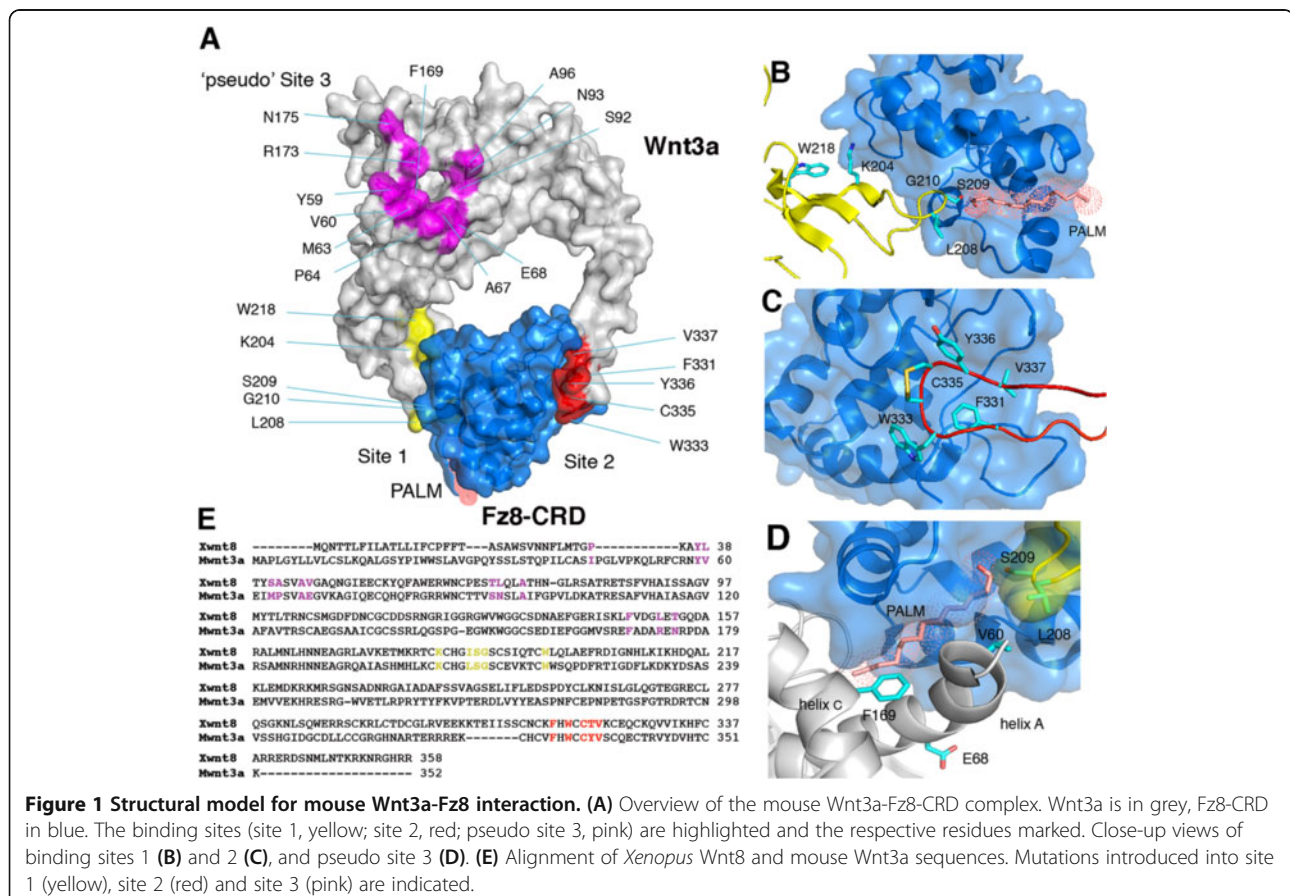 A
'pseudo' Site 3
F169
A96
N93
S92
N175
R173
Wnt3a
Y59
V60
M63
P64
A67
E68
W218
K204
S209
G210
L208
V337
F331
Y336
C335
W333
Site 1
Site 2
PALM
Fz8-CRD
B
W218
K204
G210
S209
L208
PALM
C
Y336
V337
C335
F331
W333
D
S209
PALM
V60
L208
helix C
F169
helix A
E68
E
Xwnt8 --------MQNTTLFILATLLIFCPFFT--ASAWSVNNFLMTGP-----------KAYL 38
Mwnt3a MAPLGYLLVLCSLKQALGSYPIWWSLAVGPQYSSLSTQPILCASIPGLVPKQLRFCRNYV 60
Xwnt8 TYSASVAVGAQNGIEECKYQFAWERWNCPESTLQLATHN-GLRSATRETSFVHAISSAGV 97
Mwnt3a EIMPSVAEGVKAGIQECQHQFRGRRWNCTTVSNSLAIFGPVLDKATRESAFVHAIASAGV 120
Xwnt8 MYTLTRNCSMGDFDNCGCDDSRNGRIGGRGWVWGGCSDNAEFGERISKLFVDGLETGQDA 157
Mwnt3a AFAVTRSCAEGSAAICGCSSRLQGSPG-EGWKWGGCSEDIEFGGMVSREFADARENRPDA 179
Xwnt8 RALMNLHNNEAGRLAVKETMKRTCKCHGISGSCSIQTCWLQLAEFRDIGNHLKIKHDQAL 217
Mwnt3a RSAMNRHNNEAGRQAIASHMHLKCKCHGLSGSCEVKTCWWSQPDFRTIGDFLKDKYDSAS 239
Xwnt8 KLEMDKRKMRSGNSADNRGAIADAFSSVAGSELIFLEDSPDYCLKNISLGLQGTEGRECL 277
Mwnt3a EMVVEKHRESRG-WVETLRPRYTYFKVPTERDLVYYEASPNFCEPNPETGSFGTRDRTCN 298
Xwnt8 QSGKNLSQWERRSCKRLCTDCGLRVEEKKTEIISSCNCKFHWCCTVKCEQCKQVVIKHFC 337
Mwnt3a VSSHGIDGCDLLCCGRGHNARTERRREK-------CHCVFHWCCYVSCQECTRVYDVHTC 351
Xwnt8 ARRERDSNMLNTKRKNRGHRR 358
Mwnt3a K-------------------- 352
Figure 1 Structural model for mouse Wnt3a-Fz8 interaction. (A) Overview of the mouse Wnt3a-Fz8-CRD complex. Wnt3a is in grey, Fz8-CRD
in blue. The binding sites (site 1, yellow; site 2, red; pseudo site 3, pink) are highlighted and the respective residues marked. Close-up views of
binding sites 1 (B) and 2 (C), and pseudo site 3 (D). (E) Alignment of Xenopus Wnt8 and mouse Wnt3a sequences. Mutations introduced into site
1 (yellow), site 2 (red) and site 3 (pink) are indicated.